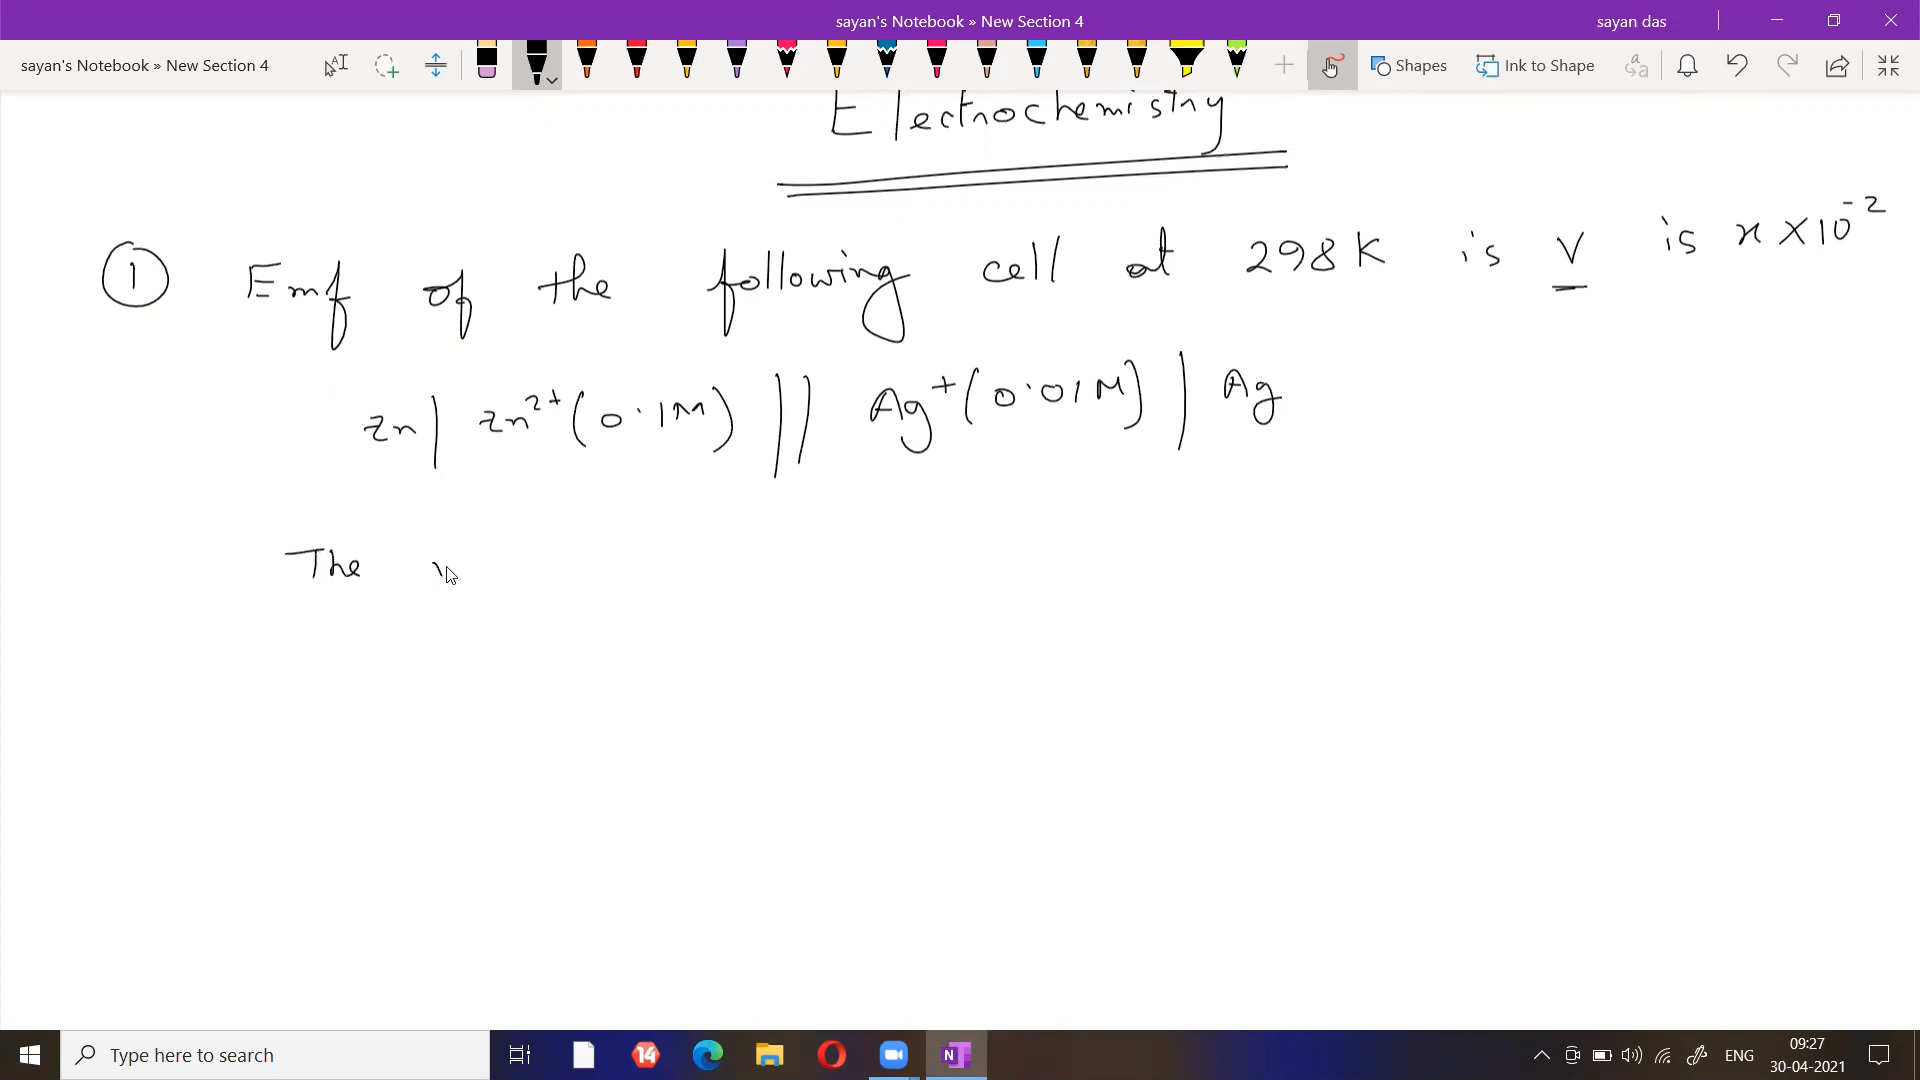 sayan's Notebook » New Section 4
sayan das
sayan's Notebook » New Section 4
Shapes
Ink to Shape
Electrochemistry
① Emf of the following cell at 298 K is V is x × 10⁻²
Zn | Zn²⁺ (0.1M) || Ag⁺ (0.01M) | Ag
The
Type here to search
14
N
ENG
09:27
30-04-2021